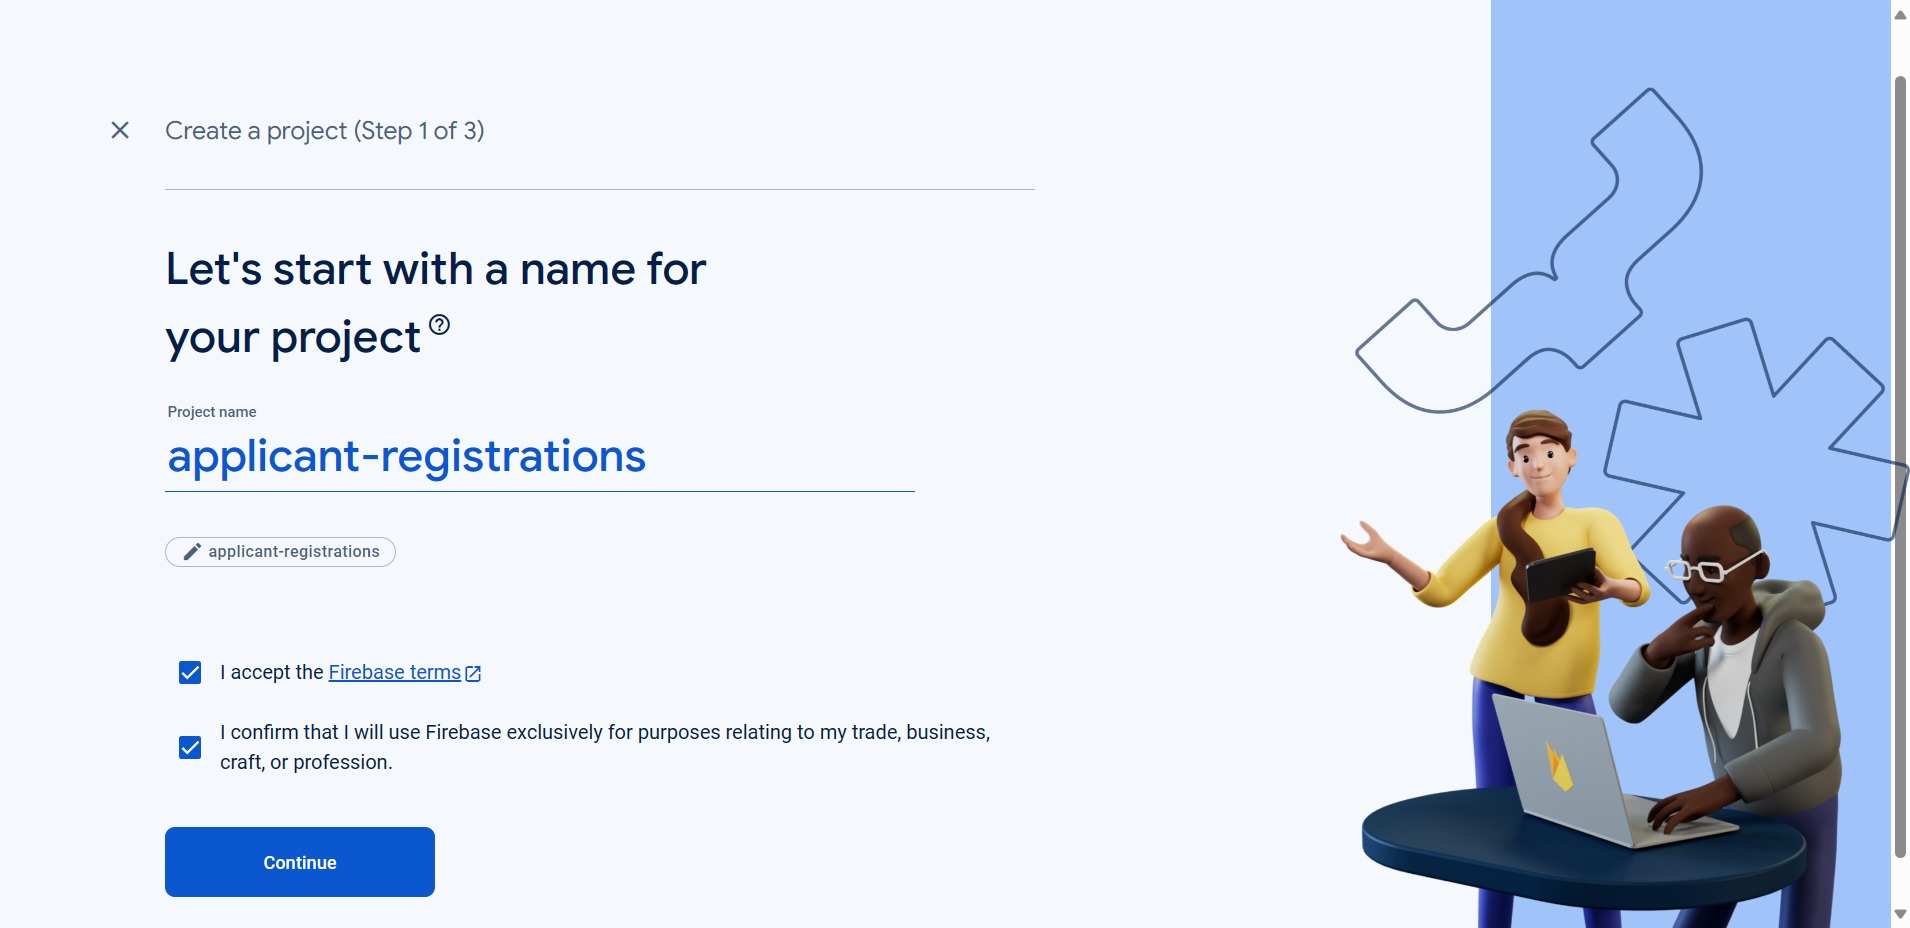 Create a project (Step 1 of 3)
Let's start with a name for
your project
Project name
applicant-registrations
applicant-registrations
I accept the Firebase terms
I confirm that I will use Firebase exclusively for purposes relating to my trade, business,
craft, or profession.
Continue